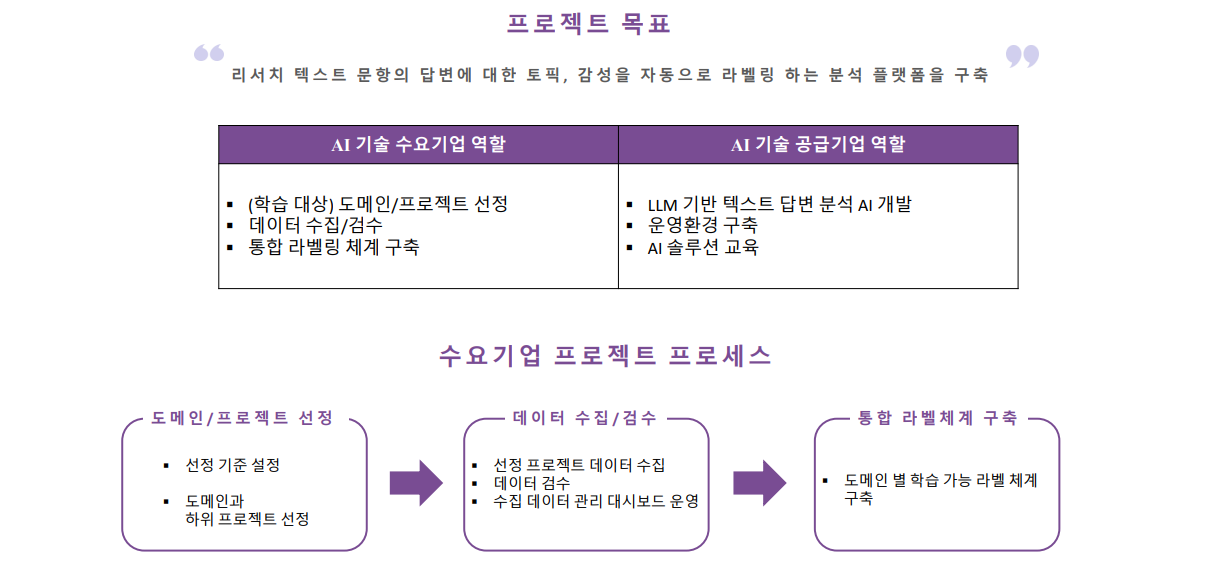 프로젝트 목표
리서치 텍스트 문항의 답변에 대한 토픽, 감성을 자동으로 라벨링 하는 분석 플랫폼을 구축
AI 기술 수요기업 역할
AI 기술 공급기업 역할
▪ (학습 대상) 도메인/프로젝트 선정
▪ 데이터 수집/검수
▪ 통합 라벨링 체계 구축
▪ LLM 기반 텍스트 답변 분석 AI 개발
▪ 운영환경 구축
▪ AI 솔루션 교육
수요기업 프로젝트 프로세스
도메인/프로젝트 선정
▪ 선정 기준 설정
▪ 도메인과
하위 프로젝트 선정
데이터 수집/검수
▪ 선정 프로젝트 데이터 수집
▪ 데이터 검수
▪ 수집 데이터 관리 대시보드 운영
통합 라벨체계 구축
▪ 도메인 별 학습 가능 라벨 체계
구축